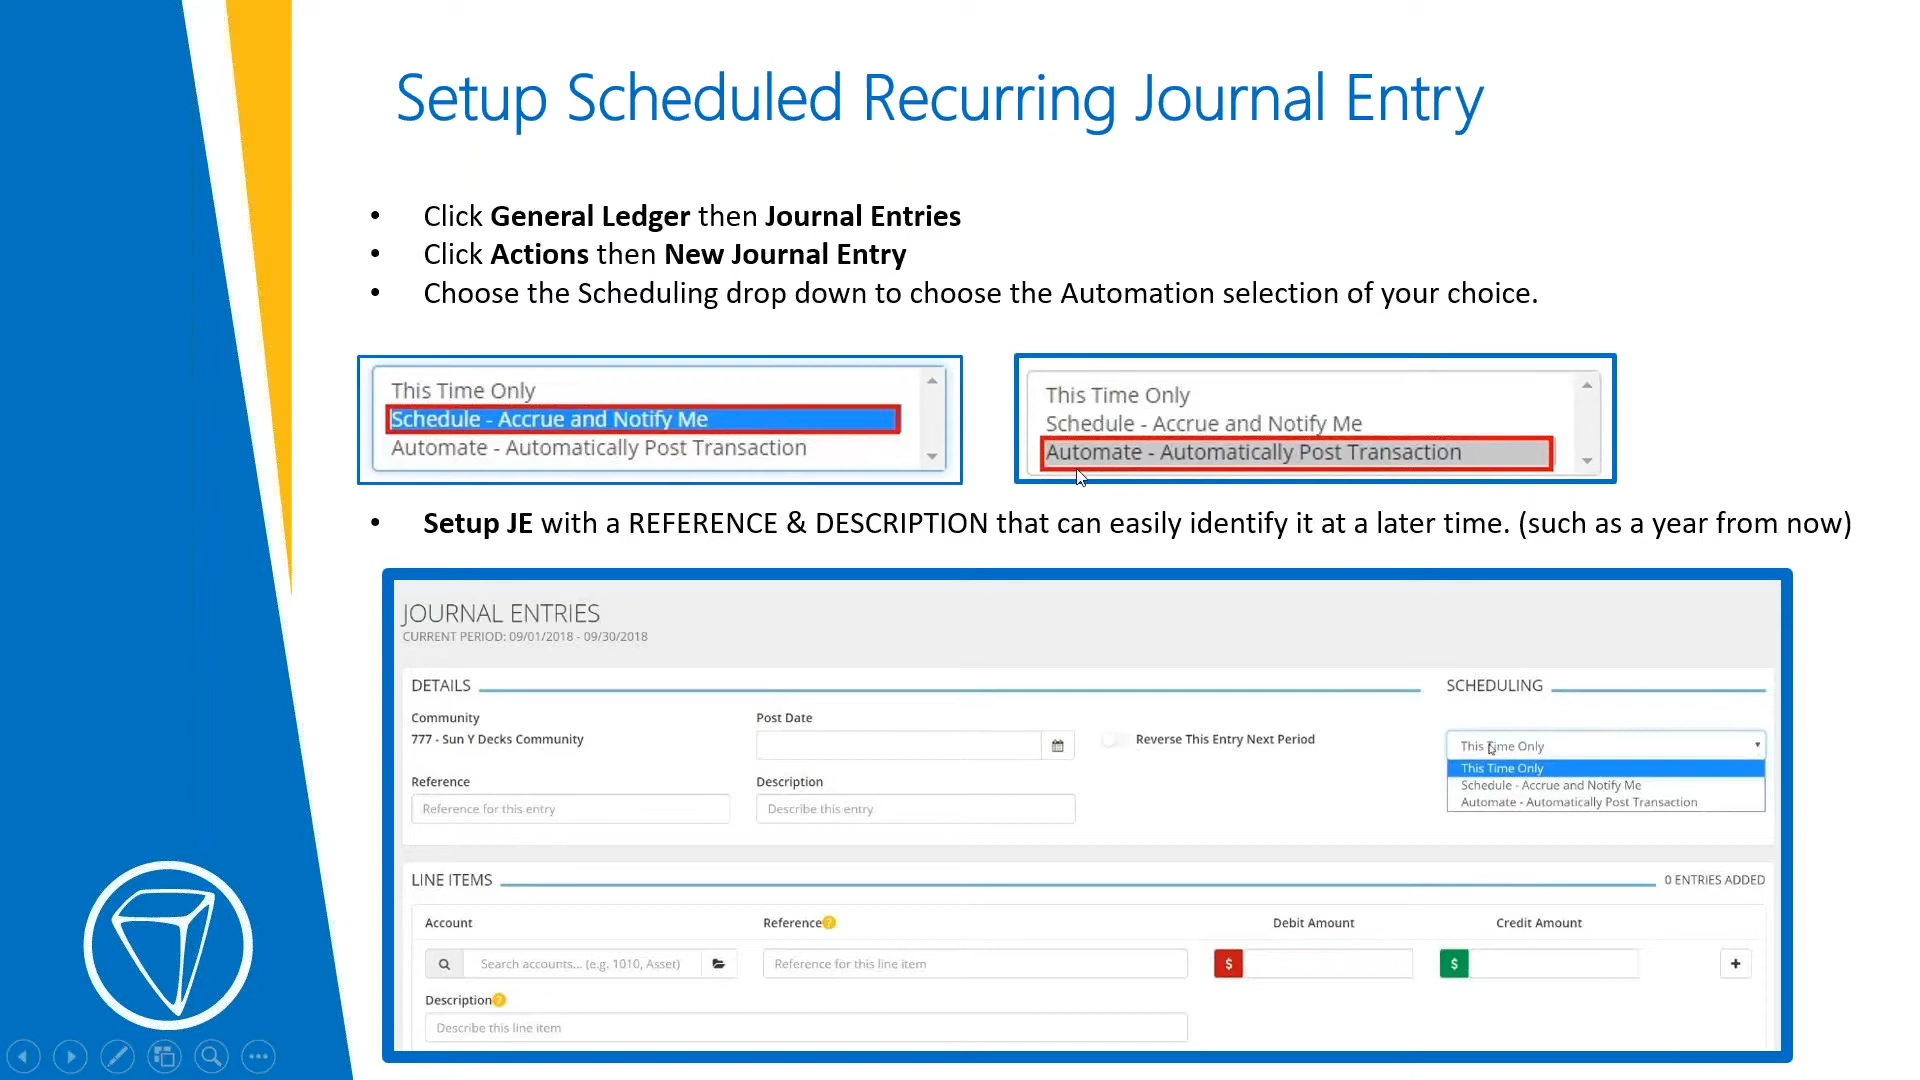 Setup Scheduled Recurring Journal Entry
• Click General Ledger then Journal Entries
• Click Actions then New Journal Entry
• Choose the Scheduling drop down to choose the Automation selection of your choice.
This Time Only
Schedule - Accrue and Notify Me
Automate - Automatically Post Transaction
This Time Only
Schedule - Accrue and Notify Me
Automate - Automatically Post Transaction
• Setup JE with a REFERENCE & DESCRIPTION that can easily identify it at a later time. (such as a year from now)
JOURNAL ENTRIES
CURRENT PERIOD: 09/01/2018 - 09/30/2018
DETAILS
SCHEDULING
Community
Post Date
777 - Sun Y Decks Community
Reverse This Entry Next Period
This Time Only
This Time Only
Schedule - Accrue and Notify Me
Automate - Automatically Post Transaction
Reference
Description
Reference for this entry
Describe this entry
LINE ITEMS
0 ENTRIES ADDED
Account
Reference ?
Debit Amount
Credit Amount
Search accounts... (e.g. 1010, Asset)
Reference for this line item
$
$
+
Description ?
Describe this line item